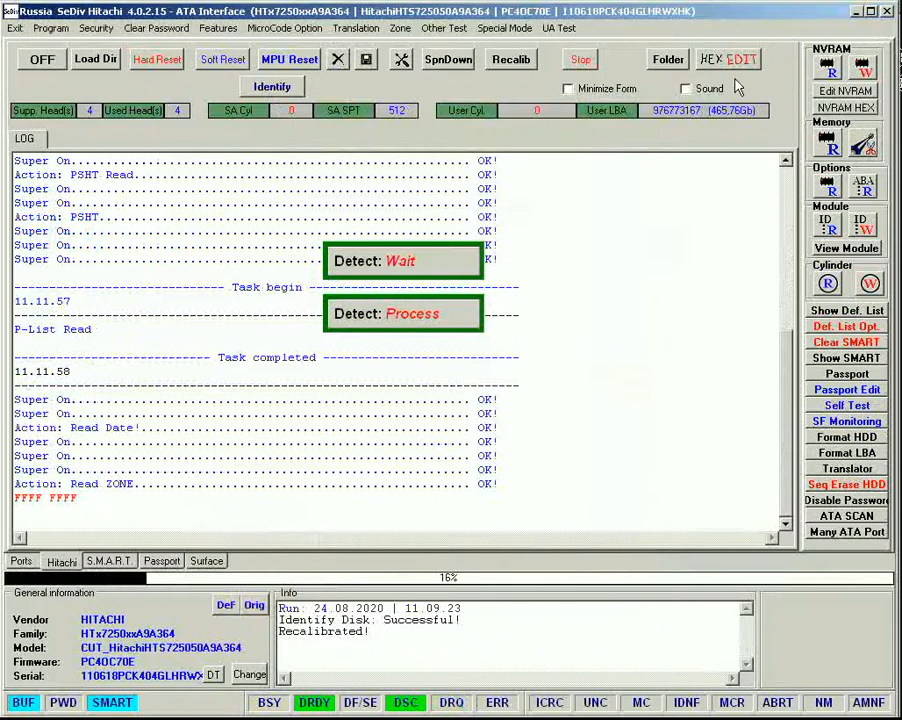 Russia SeDiv Hitachi 4.0.2.15 - ATA Interface (HTx7250xxA9A364 | HitachiHTS725050A9A364 | PC4OC70E | 110618PCK404GLHRWXHK)
Exit Program Security Clear Password Features MicroCode Option Translation Zone Other Test Special Mode UA Test
OFF Load Dir Hard Reset Soft Reset MPU Reset SpnDown Recalib Stop Folder HEX EDIT
Identify Minimize Form Sound
Supp. Head(s) 4 Used Head(s) 4 SA Cyl 0 SA SPT 512 User Cyl. 0 User LBA 976773167 (465,76Gb)
LOG
Super On...................................................... OK!
Action: PSHT Read.............................................. OK!
Super On...................................................... OK!
Super On...................................................... OK!
Action: PSHT................................................... OK!
Super On...................................................... OK!
Super On...................................................... OK!
Super On...................................................... OK!
Detect: Wait
Detect: Process
---------------------------- Task begin ----------------------------
11.11.57
P-List Read
-------------------------- Task completed --------------------------
11.11.58
Super On...................................................... OK!
Super On...................................................... OK!
Action: Read Date!............................................. OK!
Super On...................................................... OK!
Super On...................................................... OK!
Action: Read ZONE.............................................. OK!
FFFF FFFF
NVRAM
R W
Edit NVRAM
NVRAM HEX
Memory
R
Options
R ABA R
Module
ID R ID W
View Module
Cylinder
R W
Show Def. List
Def. List Opt.
Clear SMART
Show SMART
Passport
Passport Edit
Self Test
SF Monitoring
Format HDD
Format LBA
Translator
Seq Erase HDD
Disable Passwor
ATA SCAN
Many ATA Port
Ports Hitachi S.M.A.R.T. Passport Surface
16%
General information
DeF Orig
Vendor HITACHI
Family: HTx7250xxA9A364
Model: CUT_HitachiHTS725050A9A364
Firmware: PC4OC70E
Serial: 110618PCK404GLHRWX DT Change
Info
Run: 24.08.2020 | 11.09.23
Identify Disk: Successful!
Recalibrated!
BUF PWD SMART BSY DRDY DF/SE DSC DRQ ERR ICRC UNC MC IDNF MCR ABRT NM AMNF